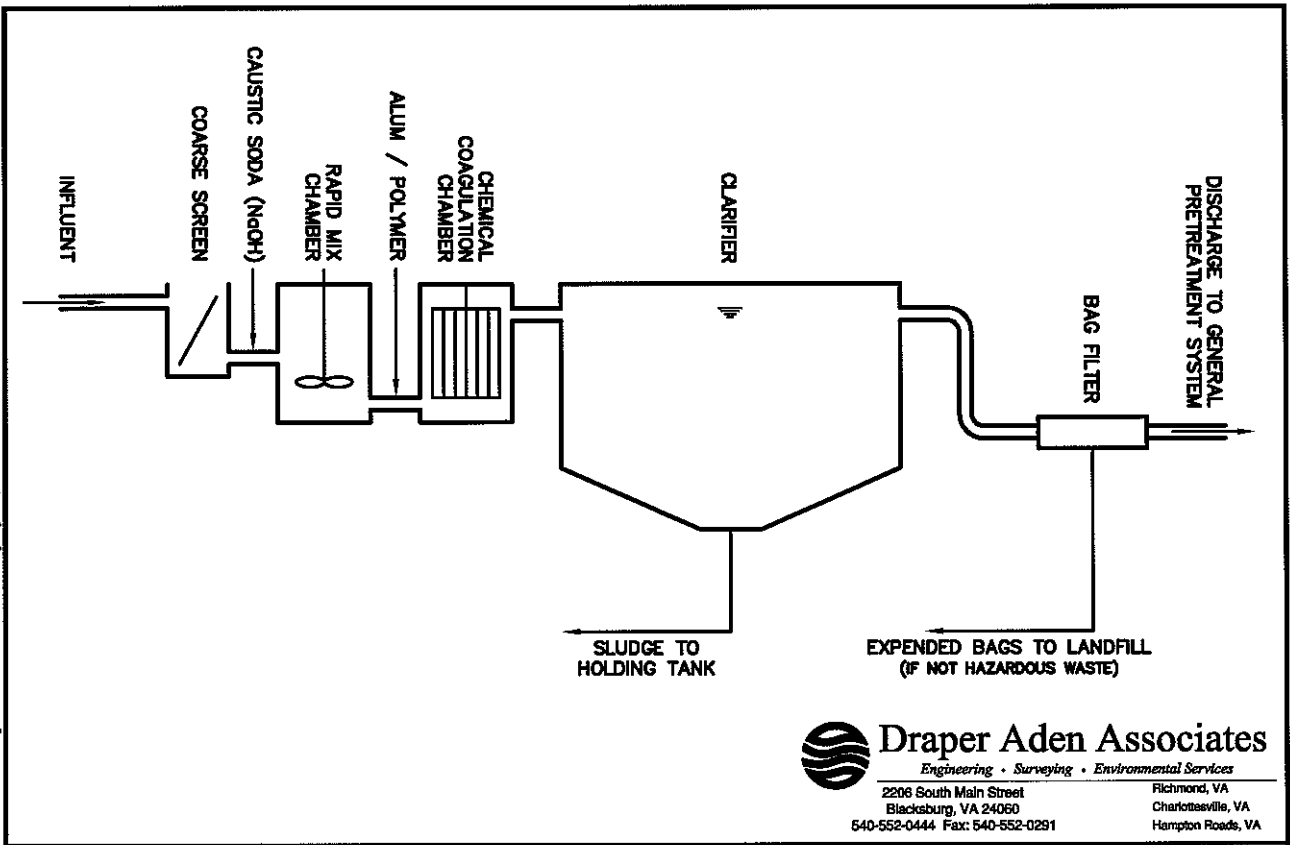 INFLUENT
COARSE SCREEN
CAUSTIC SODA (NaOH)
RAPID MIX
CHAMBER
ALUM / POLYMER
CHEMICAL
COAGULATION
CHAMBER
CLARIFIER
BAG FILTER
DISCHARGE TO GENERAL
PRETREATMENT SYSTEM
SLUDGE TO
HOLDING TANK
EXPENDED BAGS TO LANDFILL
(IF NOT HAZARDOUS WASTE)
Draper Aden Associates
Engineering • Surveying • Environmental Services
2206 South Main Street
Blacksburg, VA 24060
540-552-0444 Fax: 540-552-0291
Richmond, VA
Charlottesville, VA
Hampton Roads, VA